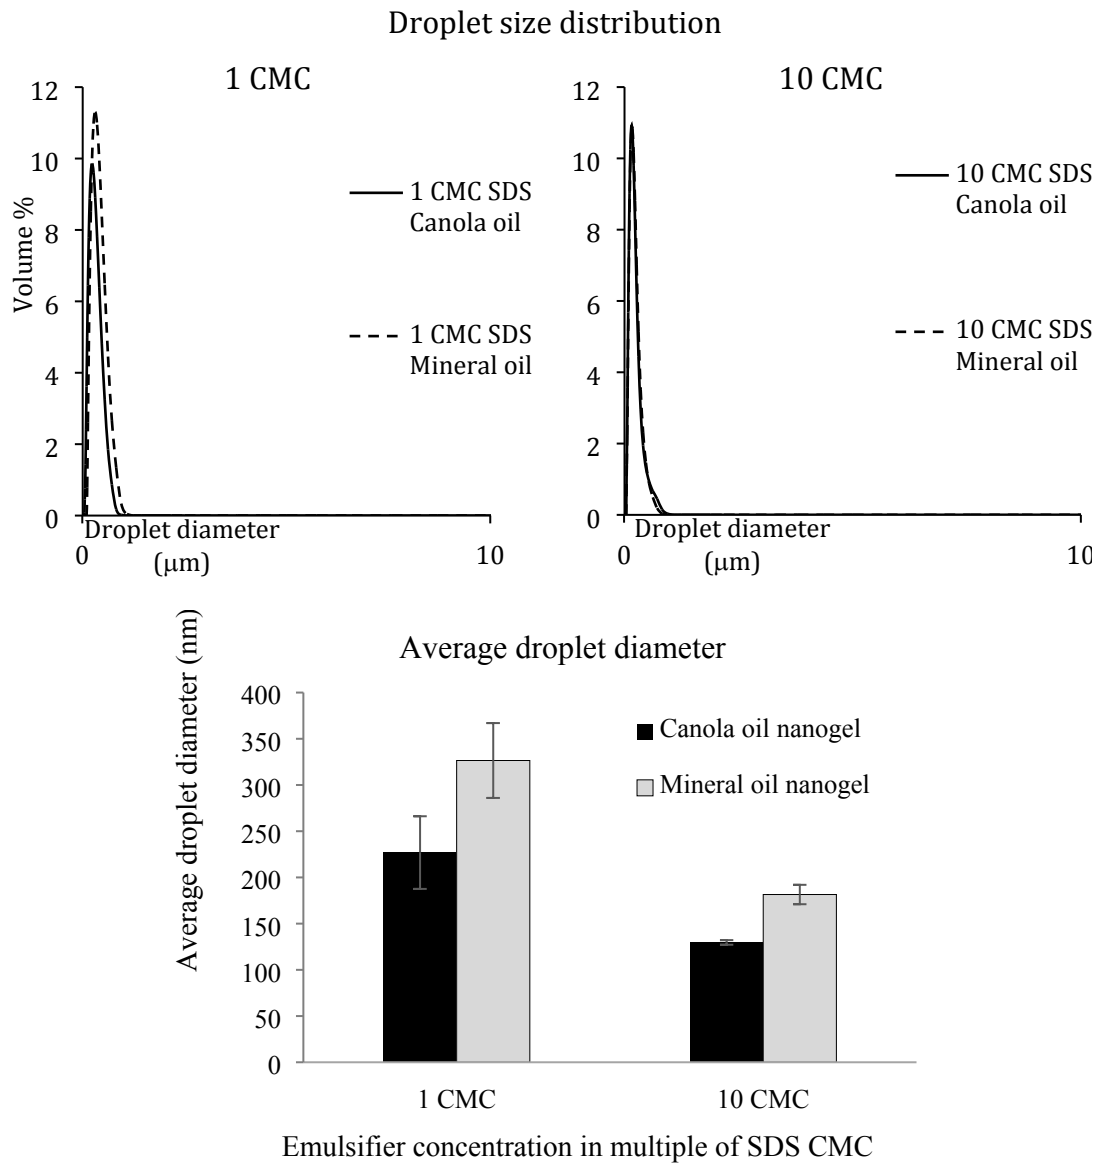 Droplet size distribution
1 CMC
12
10
8
6
4
2
0
Volume %
1 CMC SDS
Canola oil
1 CMC SDS
Mineral oil
Droplet diameter
(μm)
0
10
10 CMC
12
10
8
6
4
2
0
10 CMC SDS
Canola oil
10 CMC SDS
Mineral oil
Droplet diameter
(μm)
0
10
Average droplet diameter
Average droplet diameter (nm)
400
350
300
250
200
150
100
50
0
Canola oil nanogel
Mineral oil nanogel
1 CMC
10 CMC
Emulsifier concentration in multiple of SDS CMC